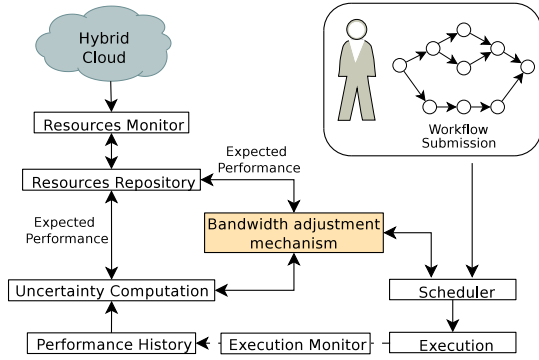 Hybrid
Cloud
Resources Monitor
Workflow
Submission
Expected
Performance
Resources Repository
Expected
Performance
Bandwidth adjustment
mechanism
Uncertainty Computation
Scheduler
Performance History
Execution Monitor
Execution